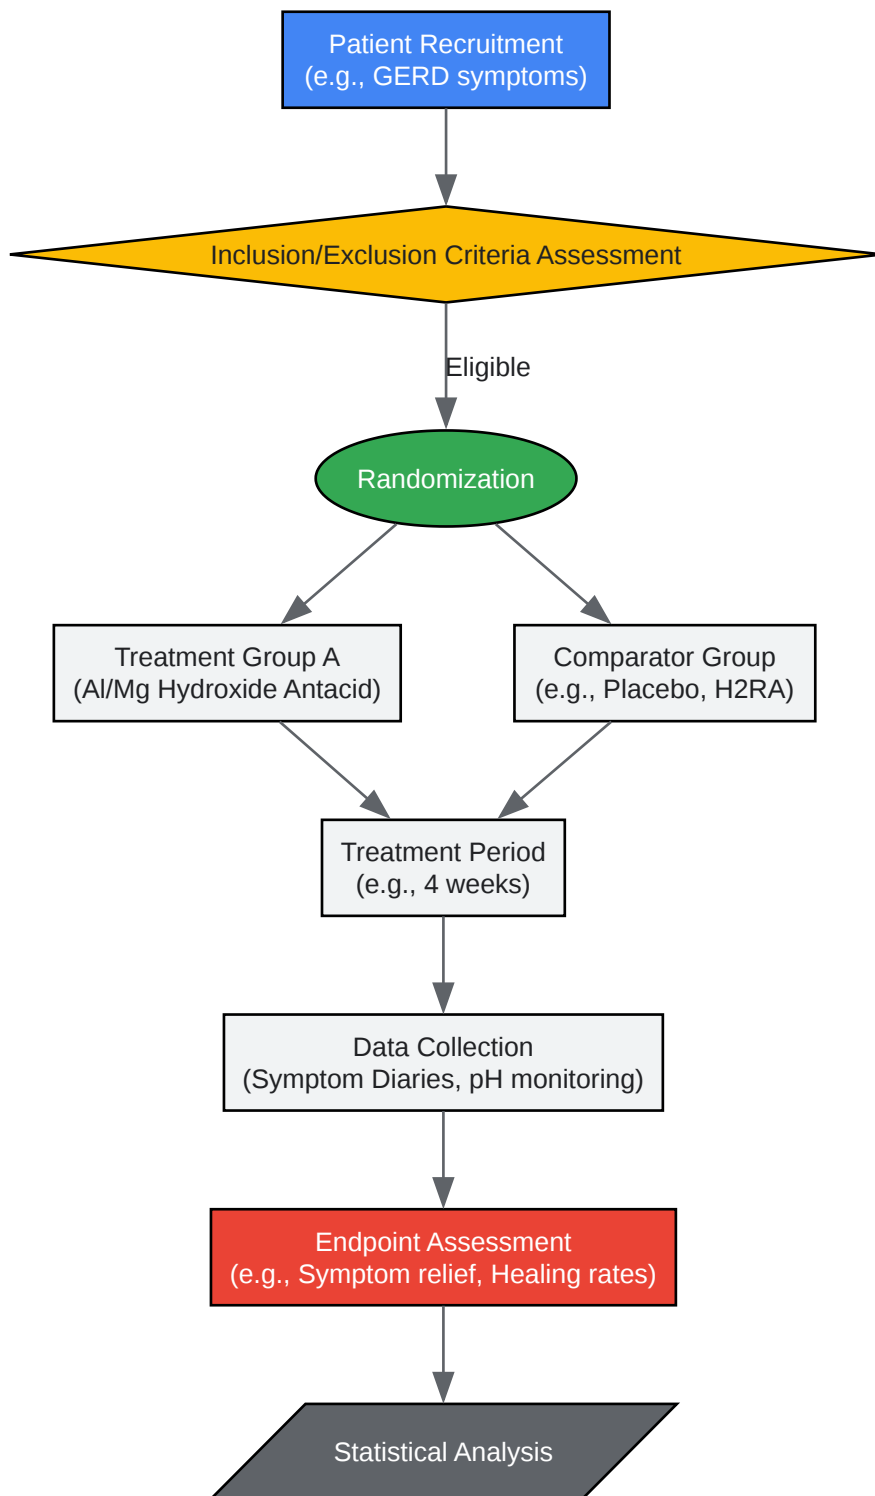 Patient Recruitment
(e.g., GERD symptoms)
Inclusion/Exclusion Criteria Assessment
Eligible
Randomization
Treatment Group A
(Al/Mg Hydroxide Antacid)
Comparator Group
(e.g., Placebo, H2RA)
Treatment Period
(e.g., 4 weeks)
Data Collection
(Symptom Diaries, pH monitoring)
Endpoint Assessment
(e.g., Symptom relief, Healing rates)
Statistical Analysis